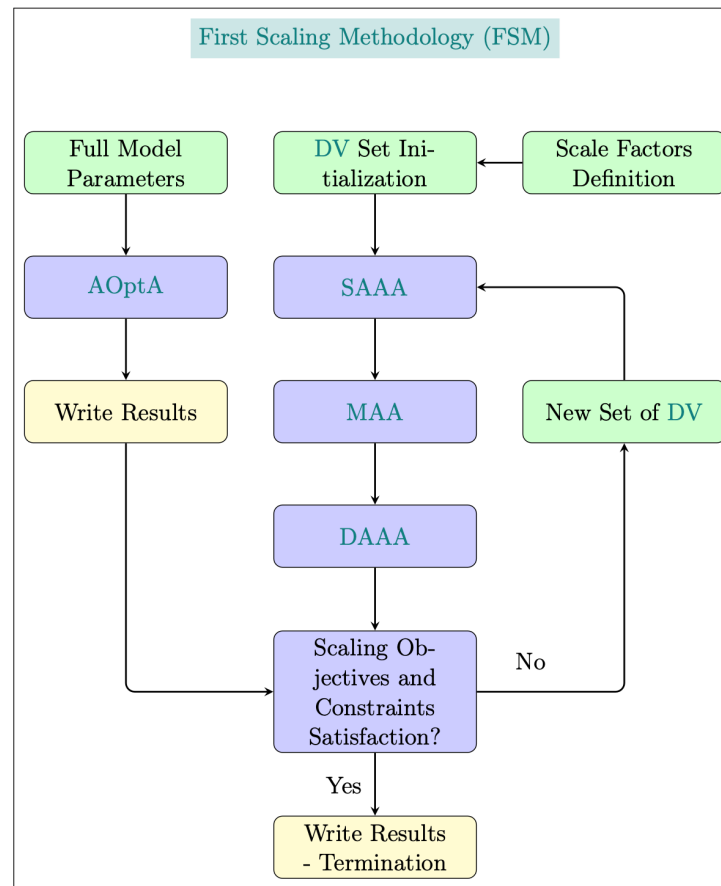 First Scaling Methodology (FSM)
Full Model
Parameters
DV Set Ini-
tialization
Scale Factors
Definition
AOptA
SAAA
Write Results
MAA
New Set of DV
DAAA
Scaling Ob-
jectives and
Constraints
Satisfaction?
No
Yes
Write Results
- Termination